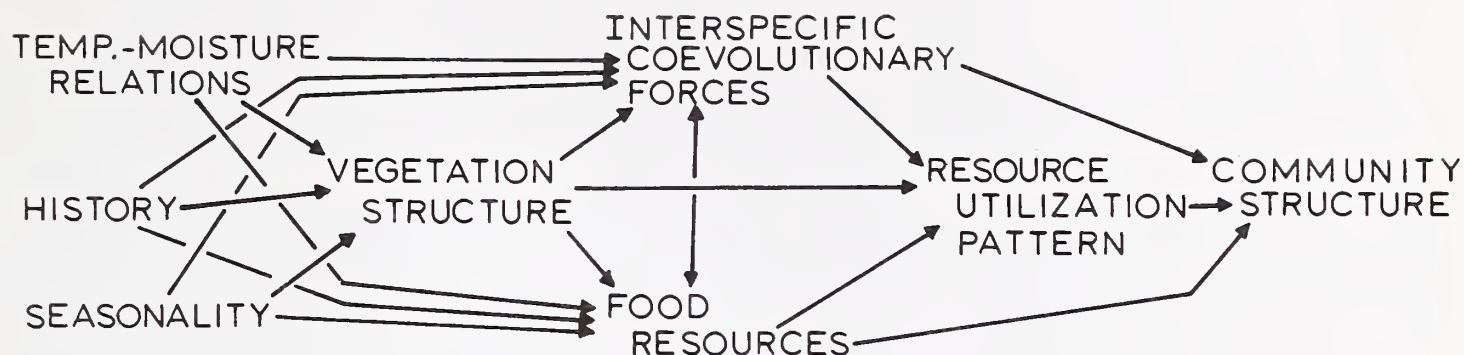 TEMP.-MOISTURE
RELATIONS
HISTORY
SEASONALITY
VEGETATION
STRUCTURE
INTERSPECIFIC
COEVOLUTIONARY
FORCES
FOOD
RESOURCES
RESOURCE
UTILIZATION
PATTERN
COMMUNITY
STRUCTURE